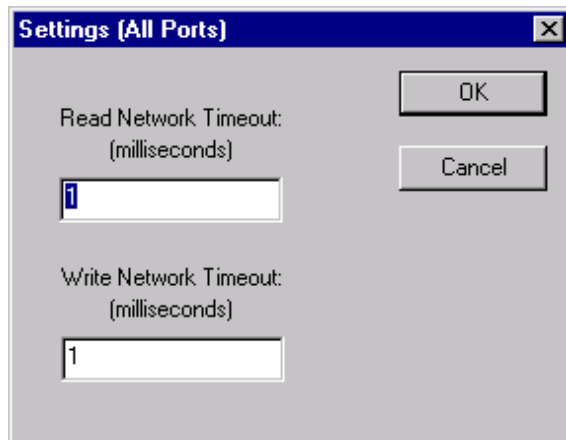 Settings (All Ports)
OK
Read Network Timeout:
(milliseconds)
Cancel
1
Write Network Timeout:
(milliseconds)
1